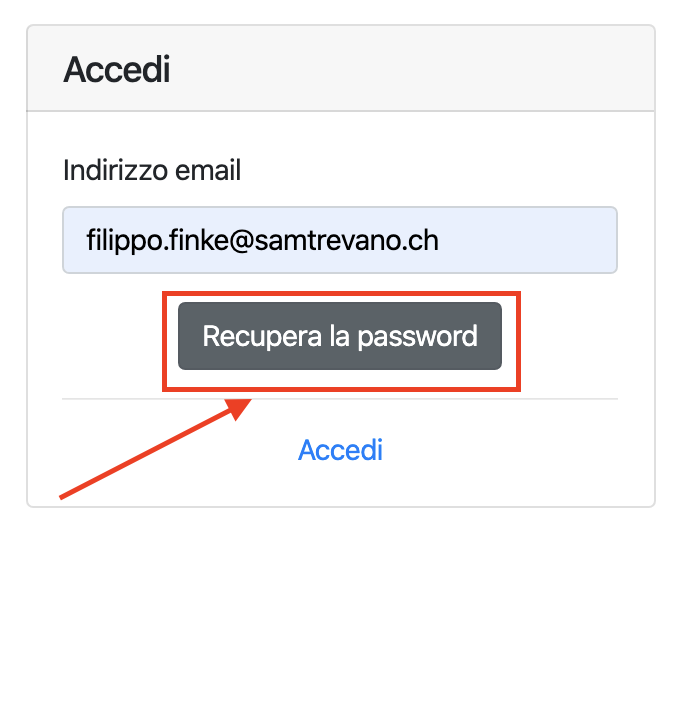 Accedi
Indirizzo email
filippo.finke@samtrevano.ch
Recupera la password
Accedi